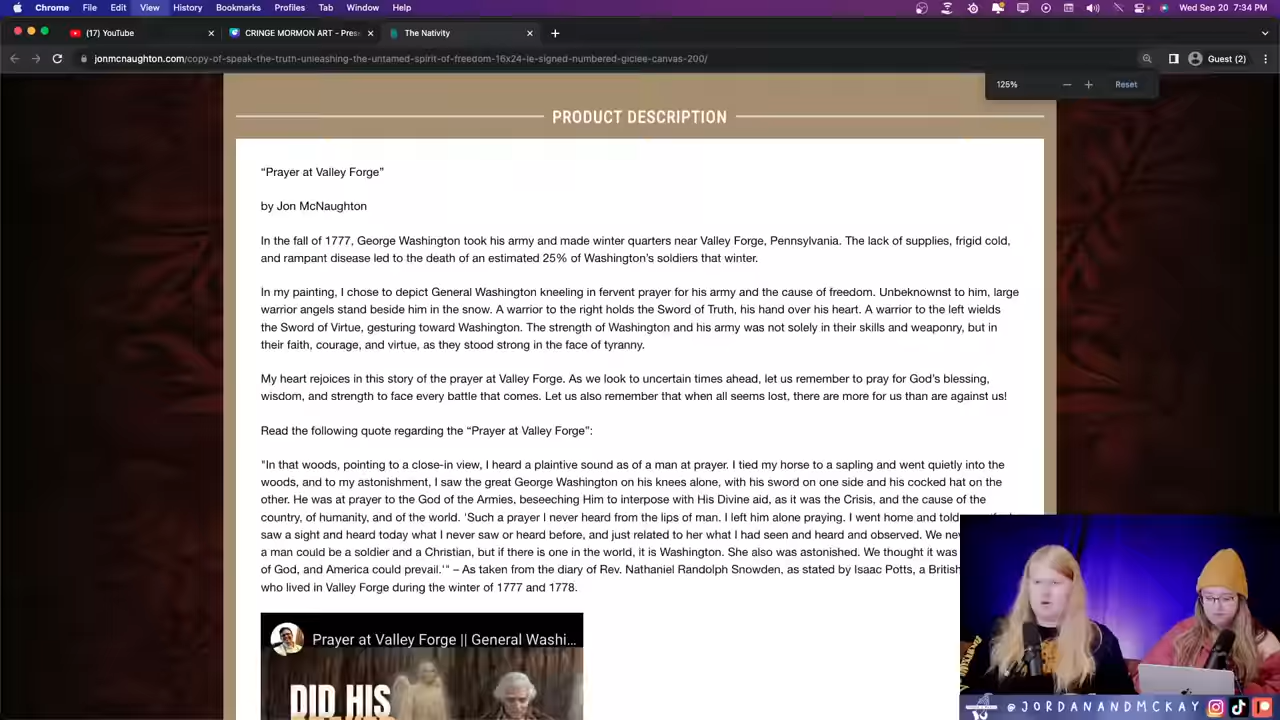 Chrome File Edit View History Bookmarks Profiles Tab Window Help Wed Sep 20 7:34 PM
(17) YouTube CRINGE MORMON ART - Prese The Nativity
jonmcnaughton.com/copy-of-speak-the-truth-unleashing-the-untamed-spirit-of-freedom-16x24-le-signed-numbered-giclee-canvas-200/ Guest (2)
125% Reset
PRODUCT DESCRIPTION
“Prayer at Valley Forge”
by Jon McNaughton
In the fall of 1777, George Washington took his army and made winter quarters near Valley Forge, Pennsylvania. The lack of supplies, frigid cold,
and rampant disease led to the death of an estimated 25% of Washington’s soldiers that winter.
In my painting, I chose to depict General Washington kneeling in fervent prayer for his army and the cause of freedom. Unbeknownst to him, large
warrior angels stand beside him in the snow. A warrior to the right holds the Sword of Truth, his hand over his heart. A warrior to the left wields
the Sword of Virtue, gesturing toward Washington. The strength of Washington and his army was not solely in their skills and weaponry, but in
their faith, courage, and virtue, as they stood strong in the face of tyranny.
My heart rejoices in this story of the prayer at Valley Forge. As we look to uncertain times ahead, let us remember to pray for God’s blessing,
wisdom, and strength to face every battle that comes. Let us also remember that when all seems lost, there are more for us than are against us!
Read the following quote regarding the “Prayer at Valley Forge”:
"In that woods, pointing to a close-in view, I heard a plaintive sound as of a man at prayer. I tied my horse to a sapling and went quietly into the
woods, and to my astonishment, I saw the great George Washington on his knees alone, with his sword on one side and his cocked hat on the
other. He was at prayer to the God of the Armies, beseeching Him to interpose with His Divine aid, as it was the Crisis, and the cause of the
country, of humanity, and of the world. 'Such a prayer I never heard from the lips of man. I left him alone praying. I went home and told
saw a sight and heard today what I never saw or heard before, and just related to her what I had seen and heard and observed. We ne
a man could be a soldier and a Christian, but if there is one in the world, it is Washington. She also was astonished. We thought it was
of God, and America could prevail.'" – As taken from the diary of Rev. Nathaniel Randolph Snowden, as stated by Isaac Potts, a British
who lived in Valley Forge during the winter of 1777 and 1778.
Prayer at Valley Forge || General Washi...
DID HIS
@JORDANANDMCKAY